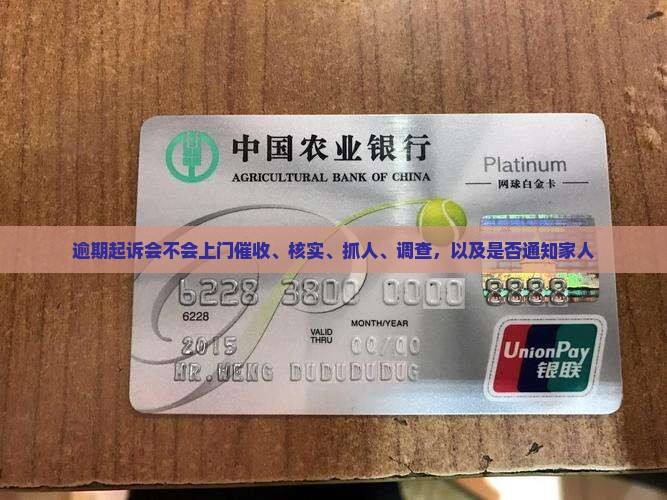 中国农业银行
AGRICULTURAL BANK OF CHINA
Platinum
网球白金卡
逾期起诉会不会上门催收、核实、抓人、调查，以及是否通知家人
6228 3800 0000 8888
6228
VALID THRU
MONTH/YEAR
2015 00/00
DUDUDUDUG
UnionPay
银联